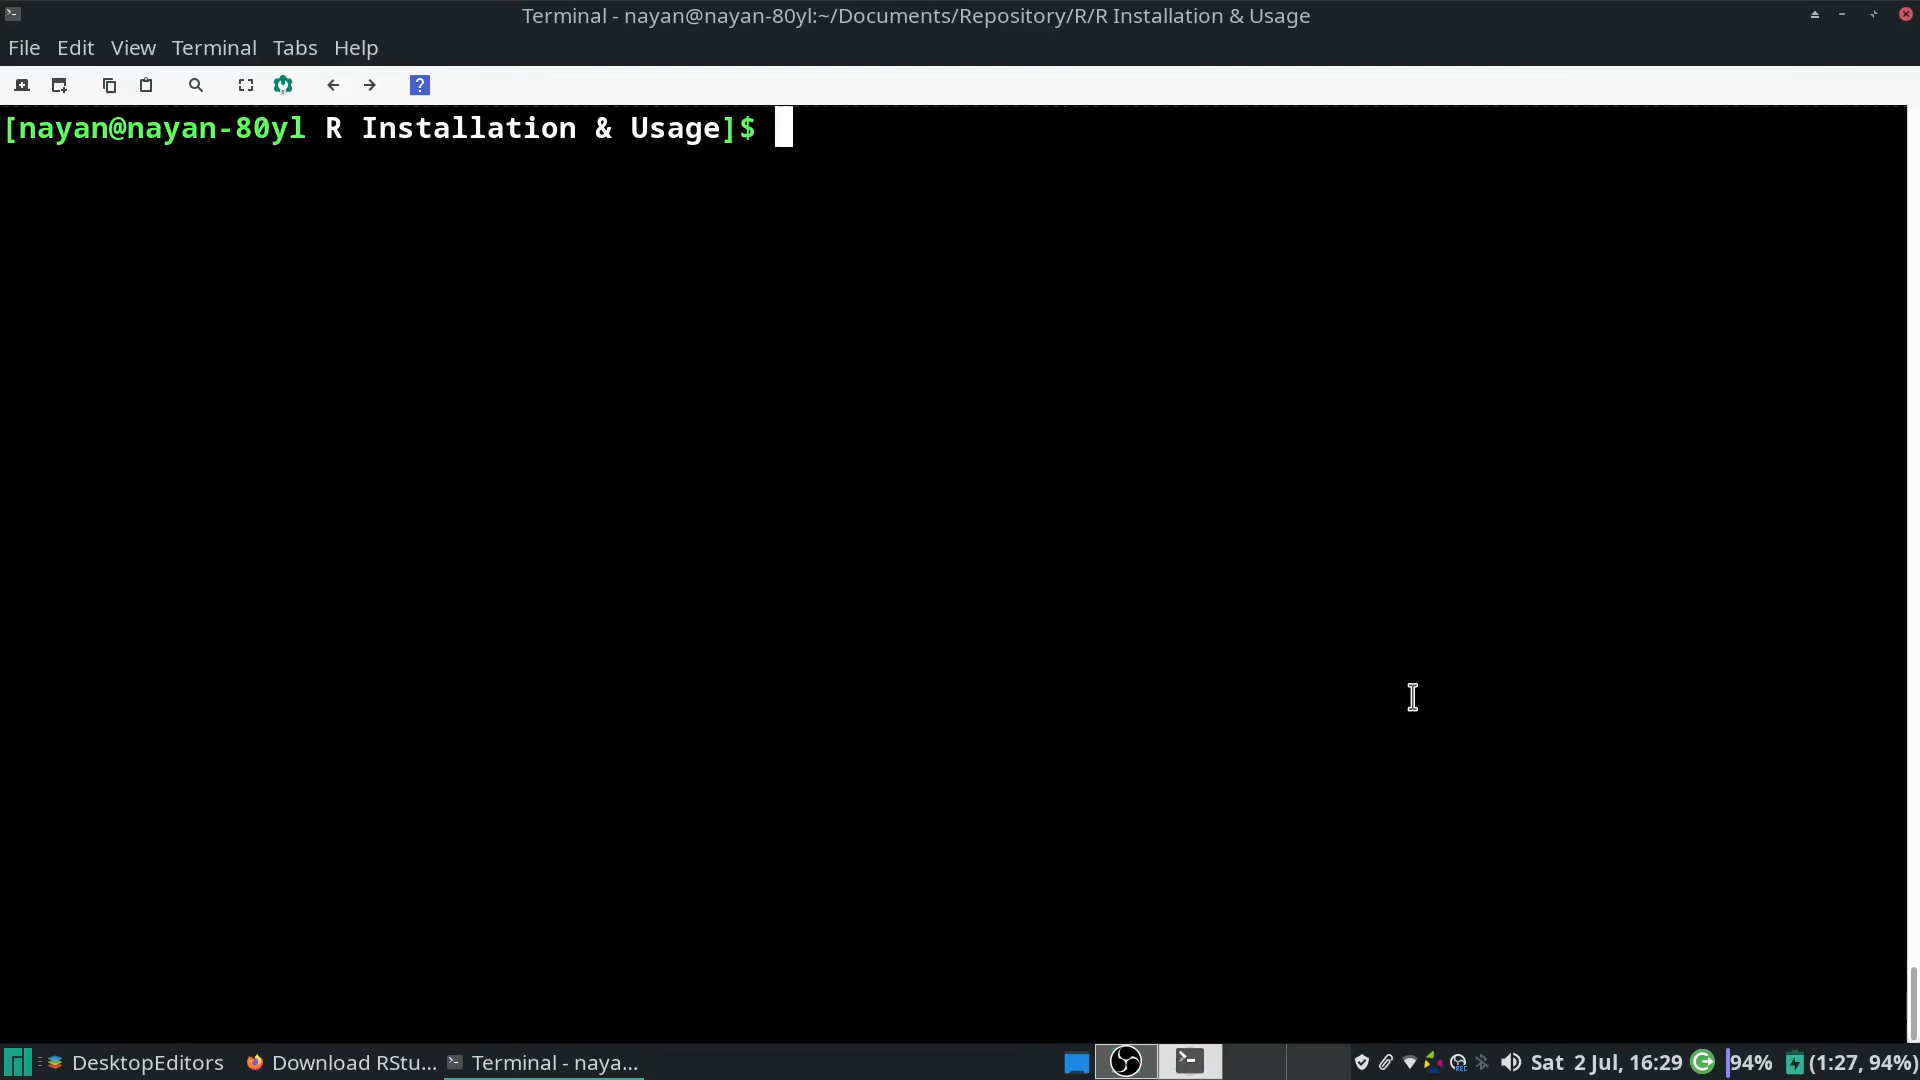 Terminal - nayan@nayan-80yl:~/Documents/Repository/R/R Installation & Usage
File Edit View Terminal Tabs Help
?
[nayan@nayan-80yl R Installation & Usage]$
DesktopEditors Download RStu... Terminal - naya... Sat 2 Jul, 16:29 94% (1:27, 94%)